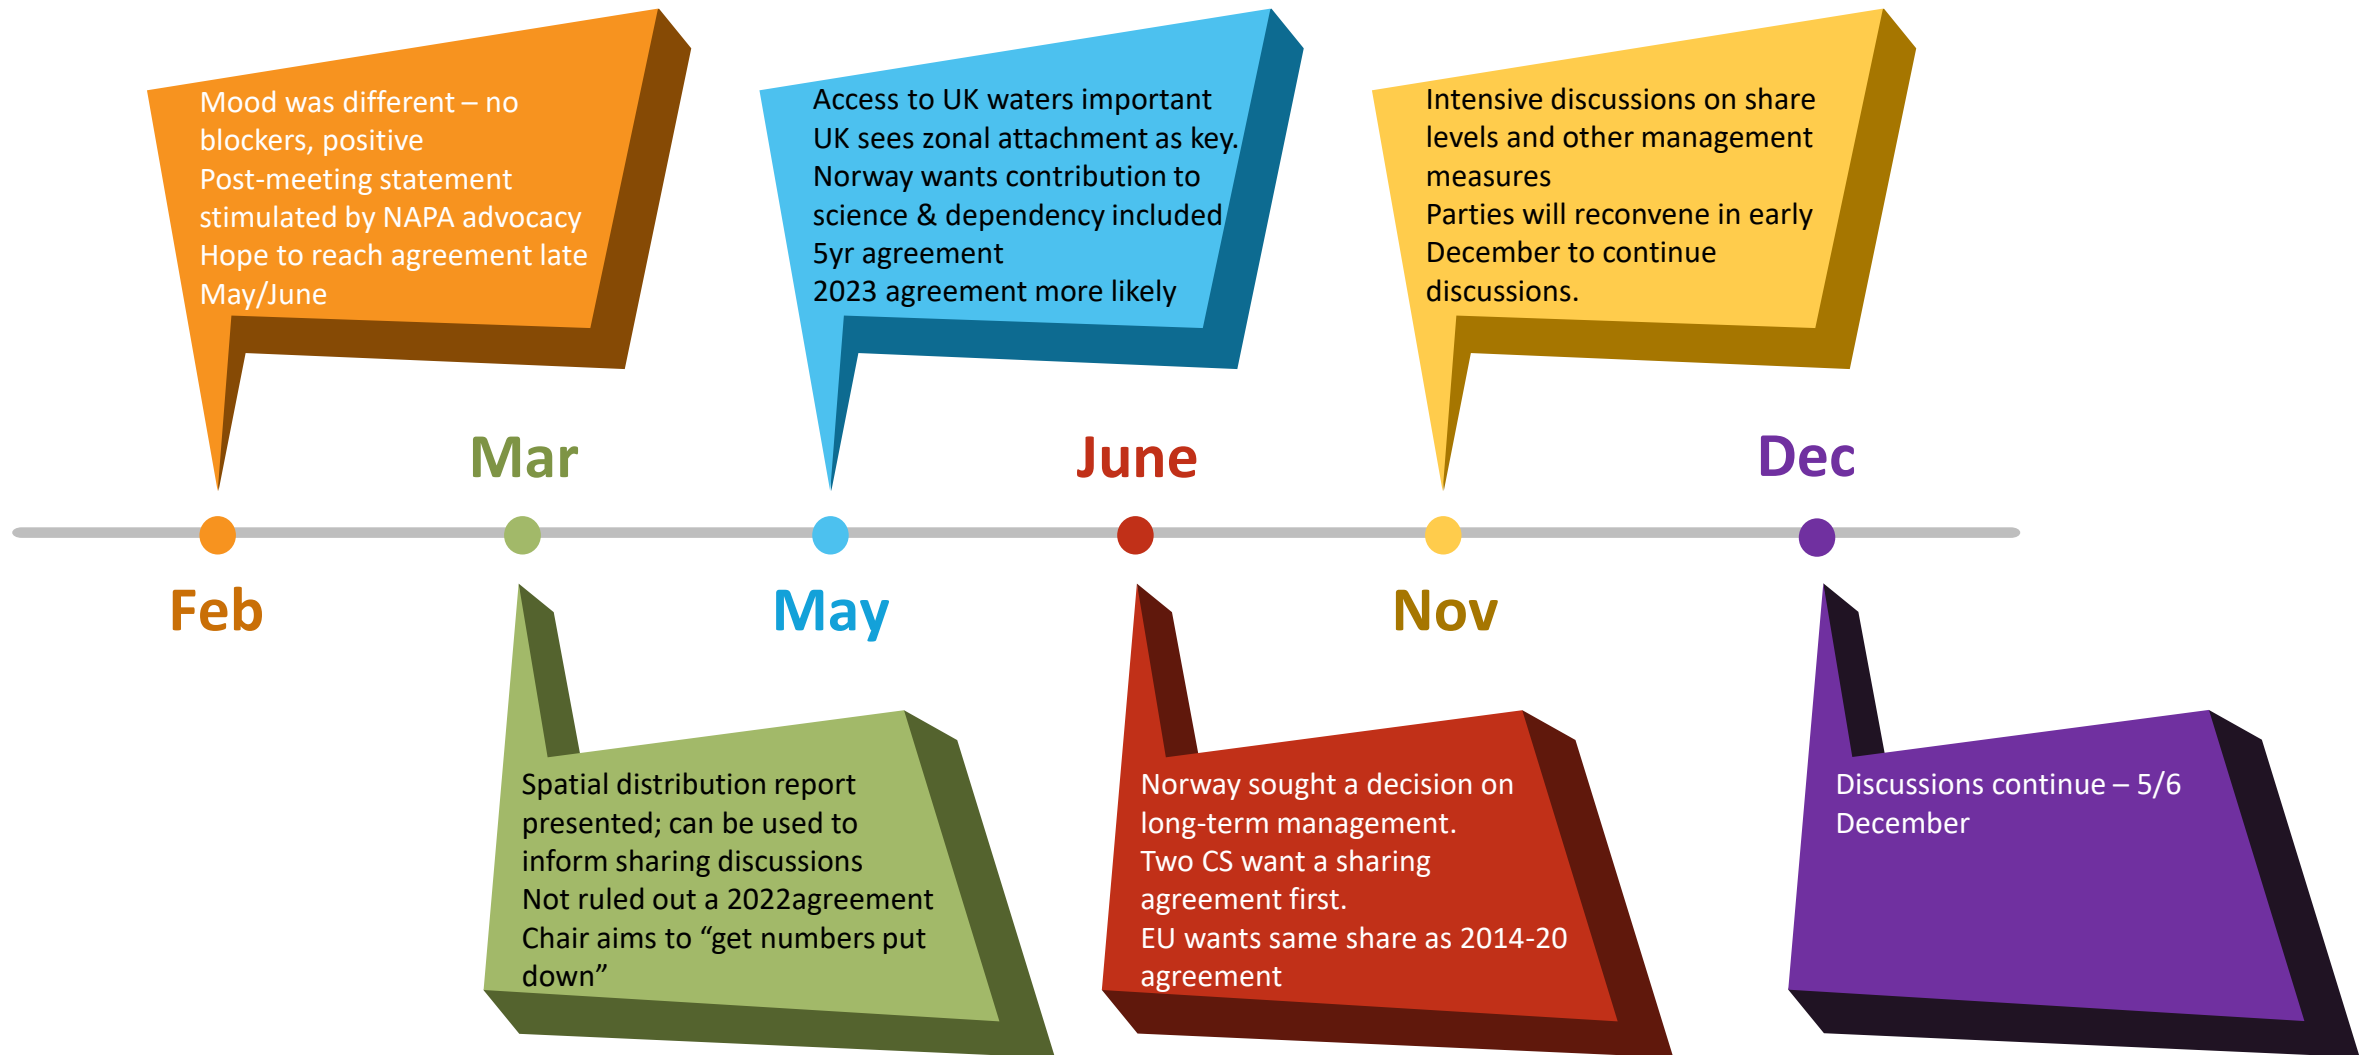 Mood was different – no
blockers, positive
Post-meeting statement
stimulated by NAPA advocacy
Hope to reach agreement late
May/June
Access to UK waters important
UK sees zonal attachment as key.
Norway wants contribution to
science & dependency included
5yr agreement
2023 agreement more likely
Intensive discussions on share
levels and other management
measures
Parties will reconvene in early
December to continue
discussions.
Mar
June
Dec
Feb
May
Nov
Spatial distribution report
presented; can be used to
inform sharing discussions
Not ruled out a 2022agreement
Chair aims to “get numbers put
down”
Norway sought a decision on
long-term management.
Two CS want a sharing
agreement first.
EU wants same share as 2014-20
agreement
Discussions continue – 5/6
December